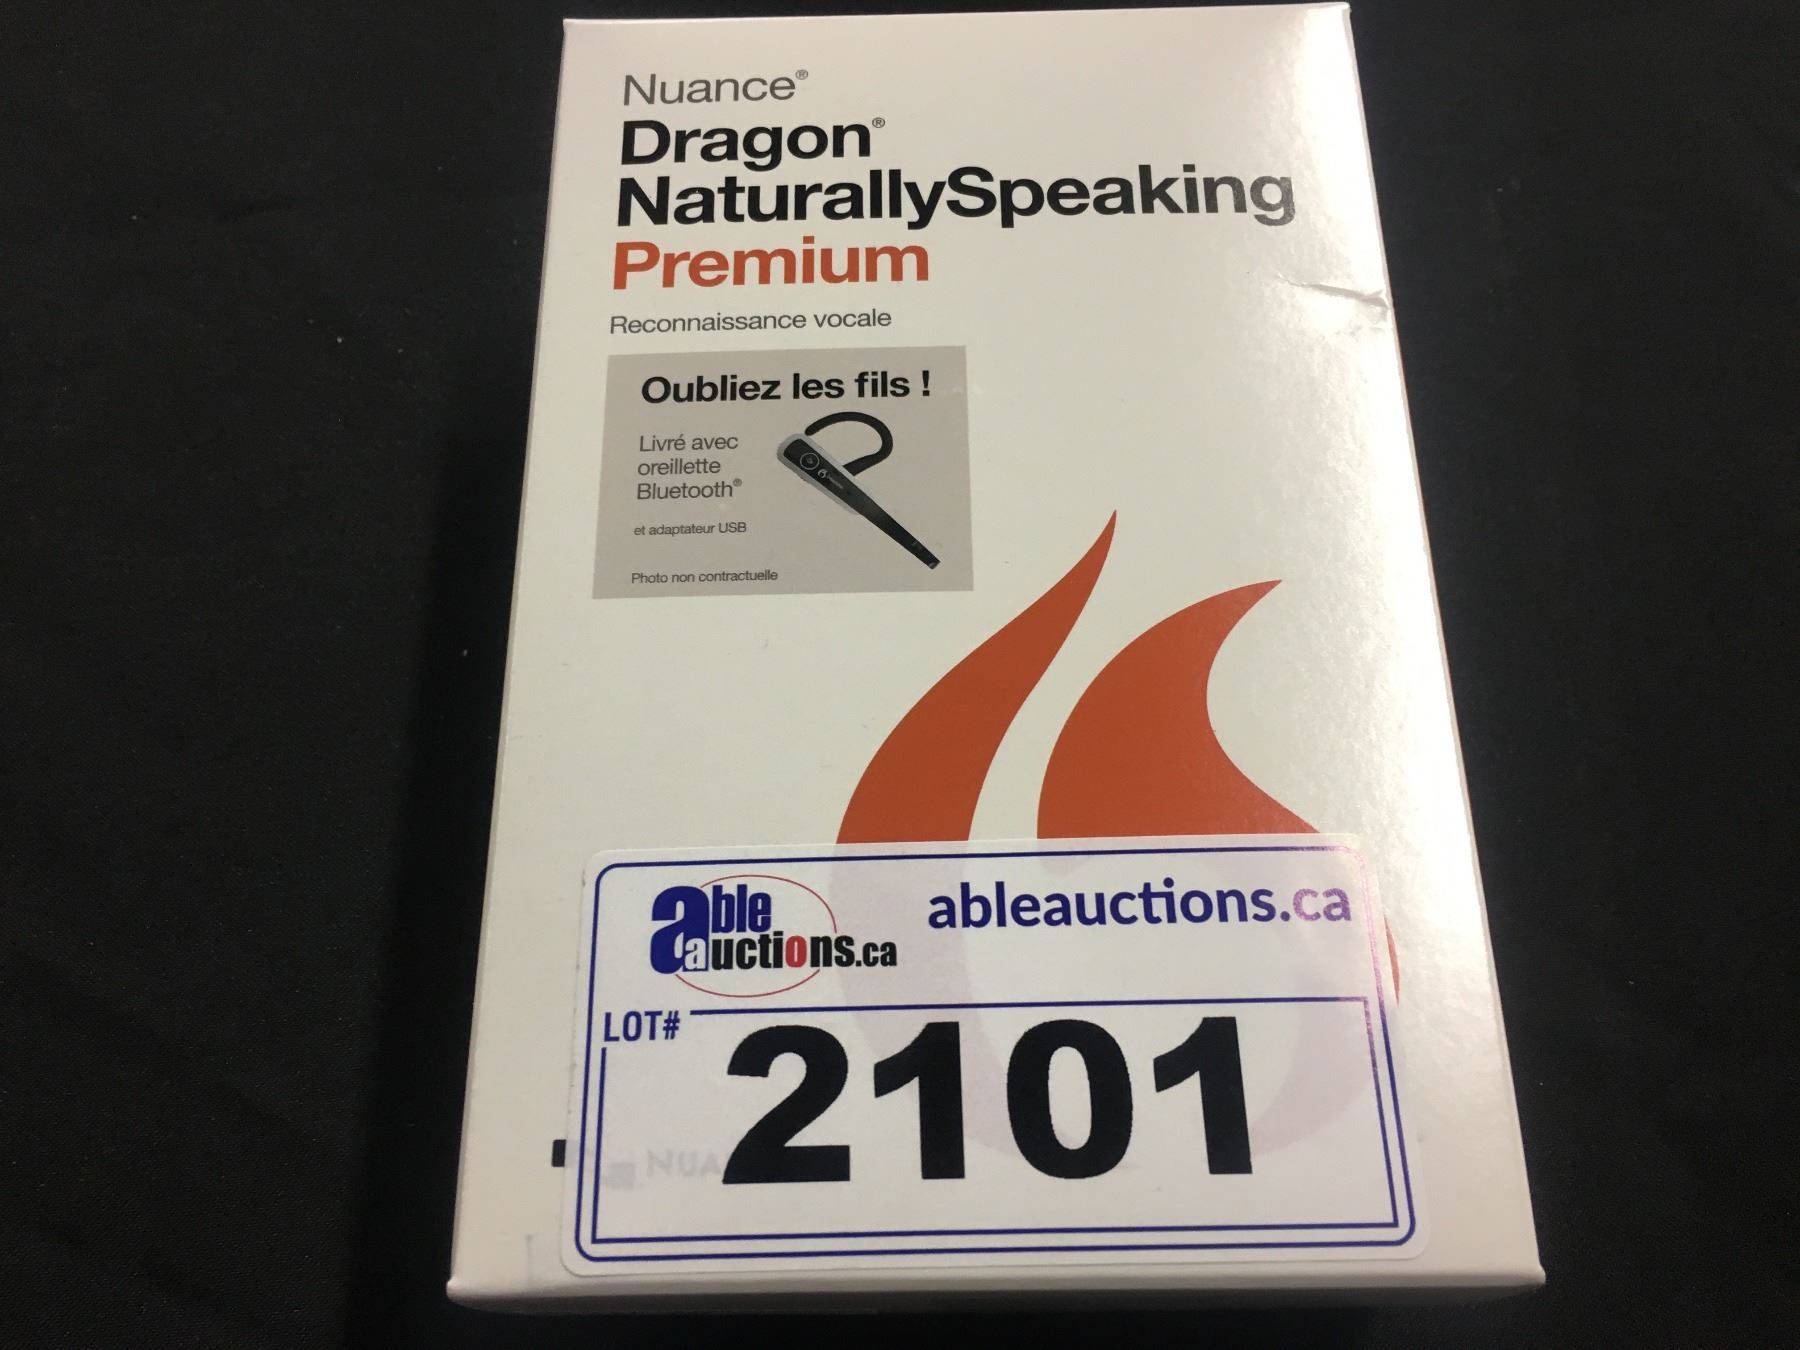 Nuance®
Dragon®
NaturallySpeaking
Premium
Reconnaissance vocale
Oubliez les fils !
Livré avec
oreillette
Bluetooth®
et adaptateur USB
Photo non contractuelle
able
auctions.ca
ableauctions.ca
LOT#
2101
NUA